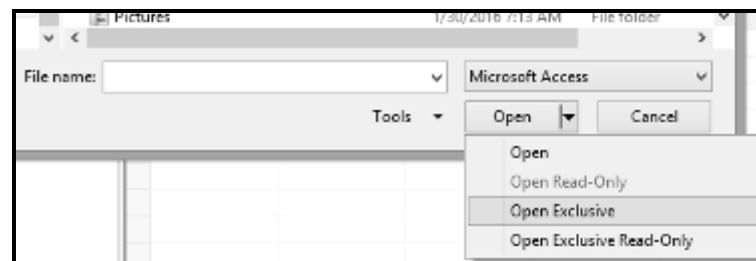 Pictures 1/30/2016 7:13 AM File folder
File name: Microsoft Access
Tools Open Cancel
Open
Open Read-Only
Open Exclusive
Open Exclusive Read-Only